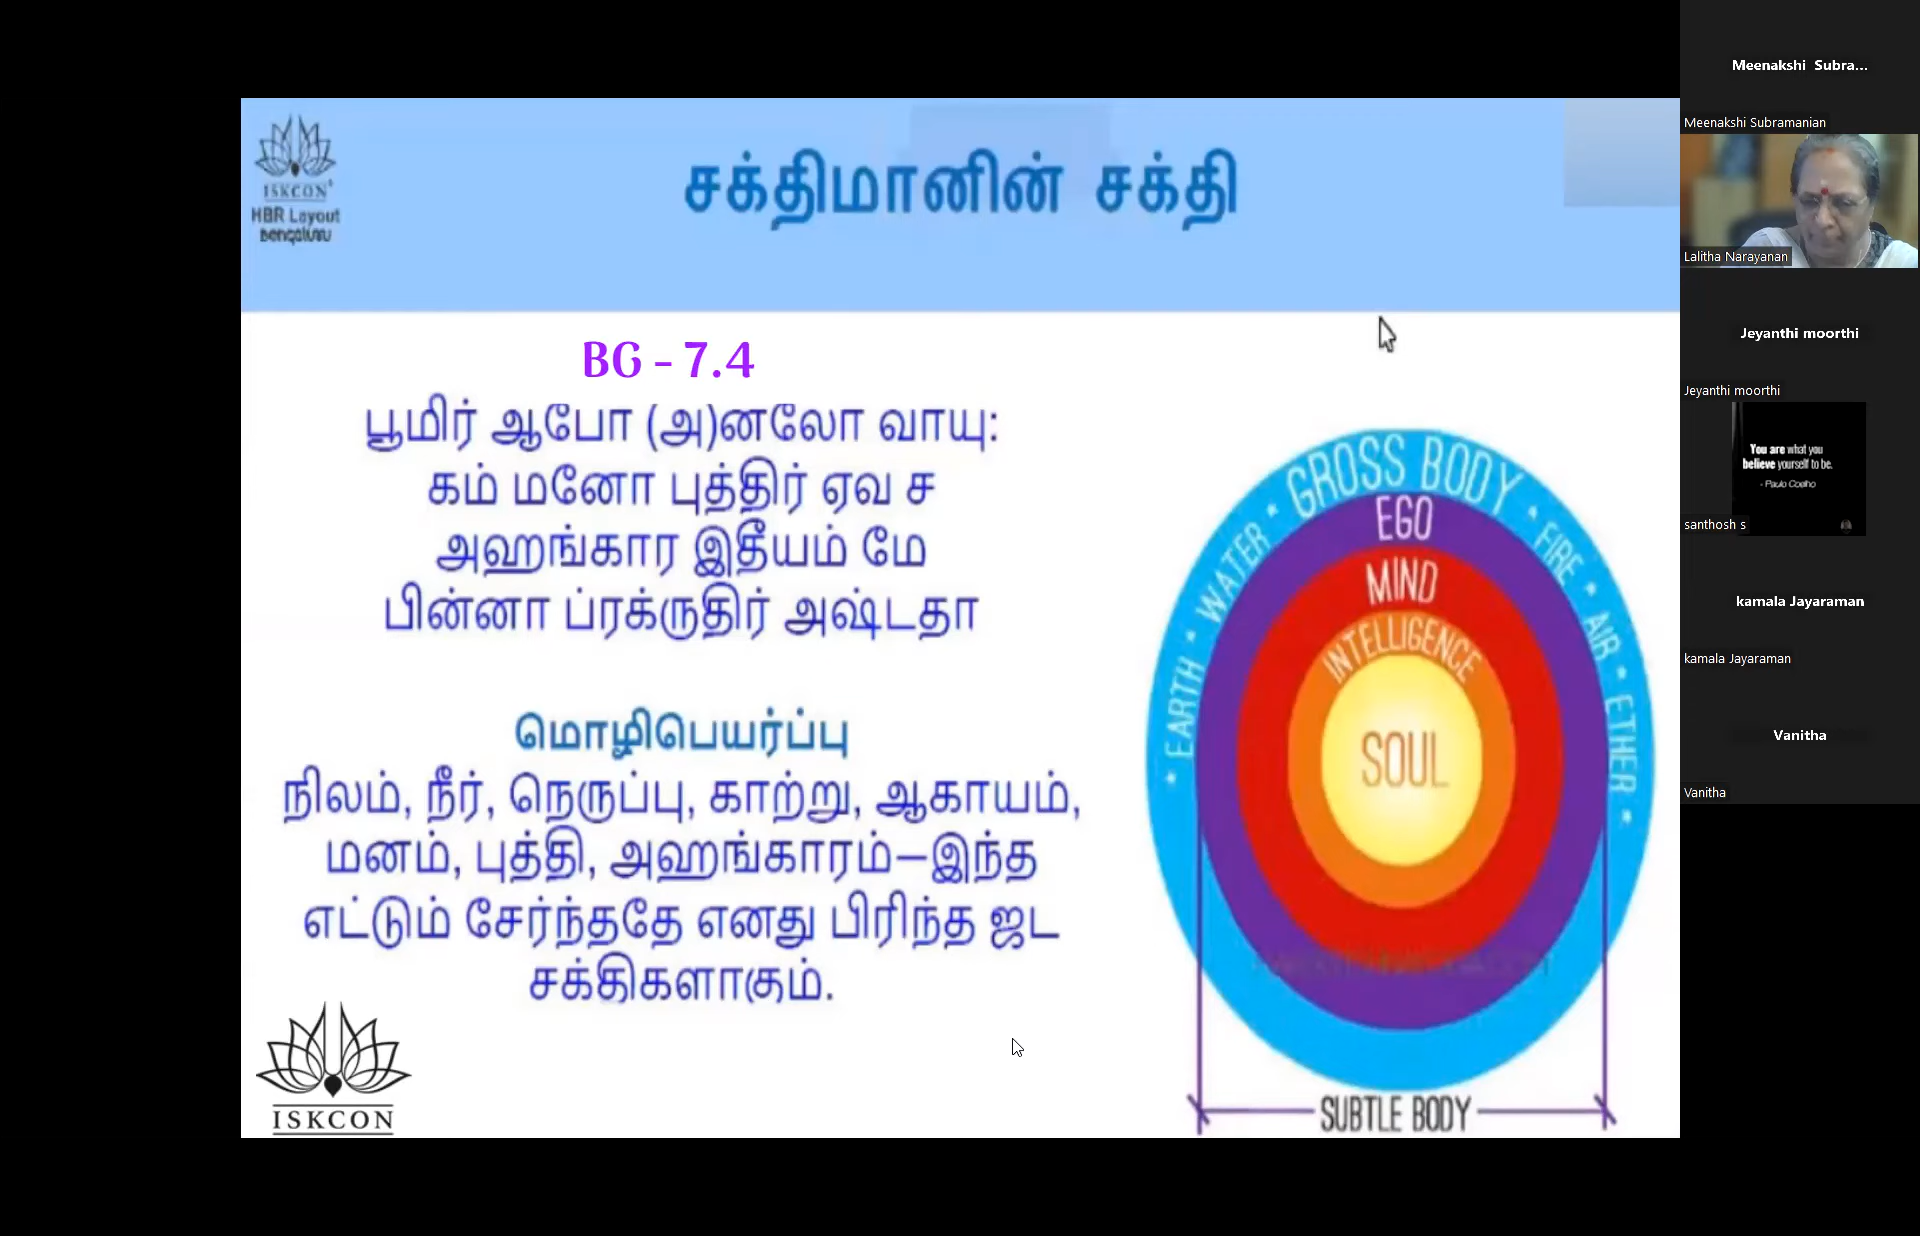 ISKCON
HBR Layout
Bengaluru
சக்திமானின் சக்தி
BG - 7.4
பூமிர் ஆபோ (அ)னலோ வாயு:
கம் மனோ புத்திர் ஏவ ச
அஹங்கார இதீயம் மே
பின்னா ப்ரக்ருதிர் அஷ்டதா
மொழிபெயர்ப்பு
நிலம், நீர், நெருப்பு, காற்று, ஆகாயம்,
மனம், புத்தி, அஹங்காரம்—இந்த
எட்டும் சேர்ந்ததே எனது பிரிந்த ஜட
சக்திகளாகும்.
ISKCON
• EARTH • WATER • GROSS BODY • FIRE • AIR • ETHER •
EGO
MIND
INTELLIGENCE
SOUL
SUBTLE BODY
Meenakshi Subra...
Meenakshi Subramanian
Lalitha Narayanan
Jeyanthi moorthi
Jeyanthi moorthi
You are what you
believe yourself to be.
- Paulo Coelho
santhosh s
kamala Jayaraman
kamala Jayaraman
Vanitha
Vanitha